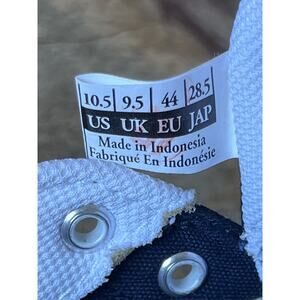 10.5 9.5 44 28.5
US UK EU JAP
Made in Indonesia
Fabriqué En Indonésie